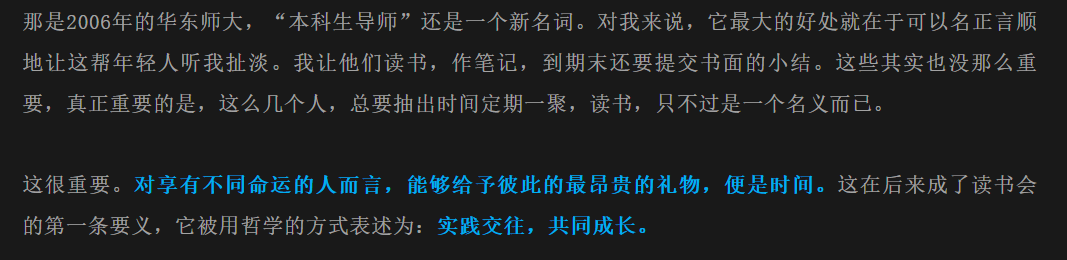 那是2006年的华东师大，“本科生导师”还是一个新名词。对我来说，它最大的好处就在于可以名正言顺
地让这帮年轻人听我扯淡。我让他们读书，作笔记，到期末还要提交书面的小结。这些其实也没那么重
要，真正重要的是，这么几个人，总要抽出时间定期一聚，读书，只不过是一个名义而已。
这很重要。对享有不同命运的人而言，能够给予彼此的最昂贵的礼物，便是时间。这在后来成了读书会
的第一条要义，它被用哲学的方式表述为：实践交往，共同成长。